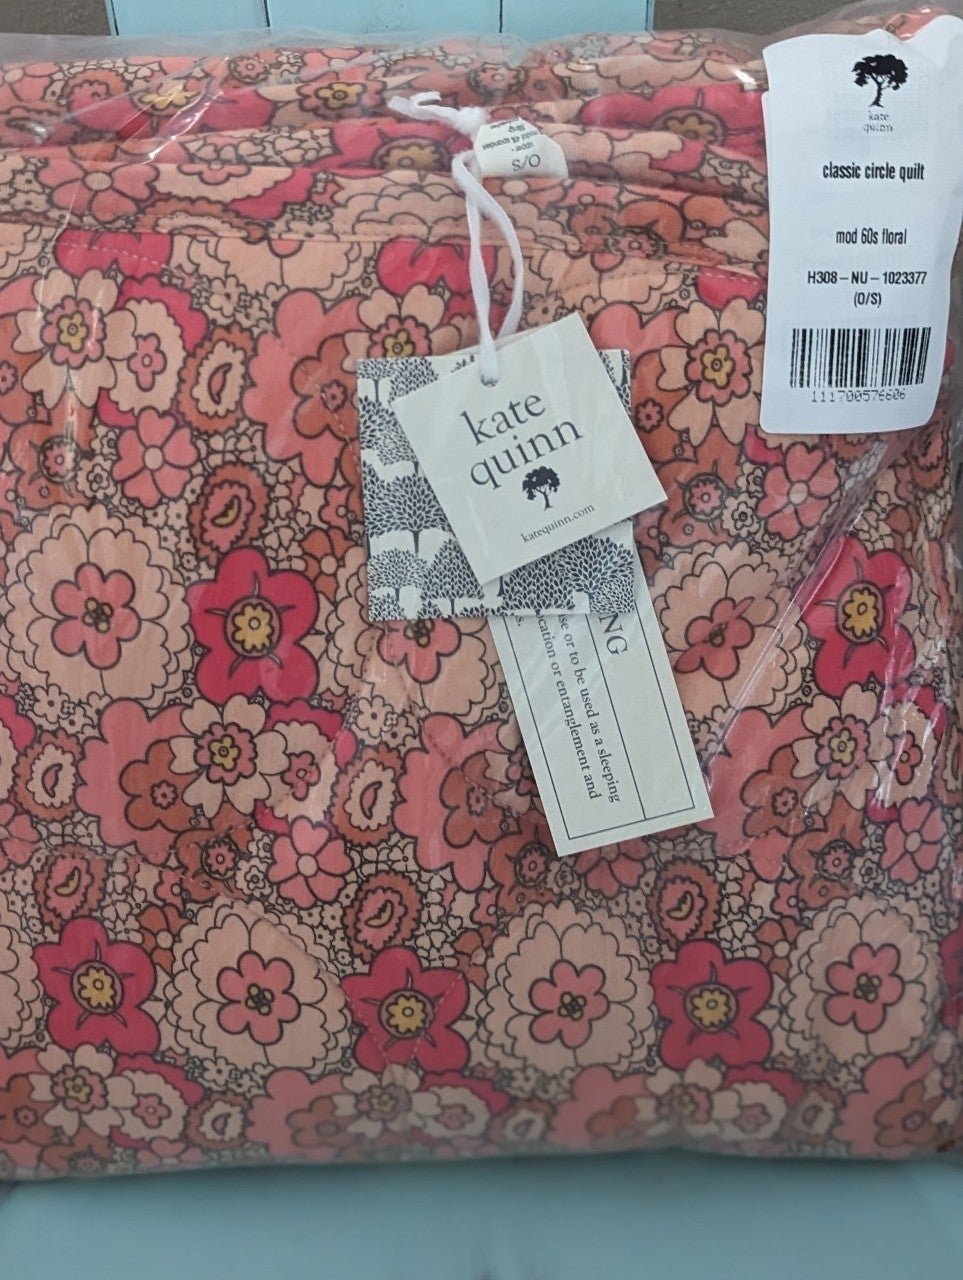 kate
quinn
classic circle quilt
mod 60s floral
H308 – NU – 1023377
(O/S)
111700576606
S/O
kate
quinn
katequinn.com
NG
se or to be used as a sleeping
ocation or entanglement and